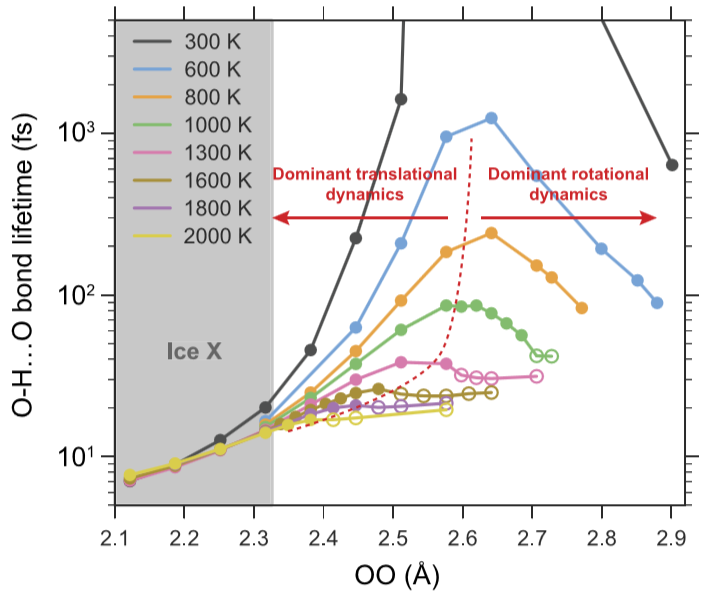 300 K
600 K
800 K
1000 K
1300 K
1600 K
1800 K
2000 K
Dominant translational
dynamics
Dominant rotational
dynamics
Ice X
O-H...O bond lifetime (fs)
10³
10²
10¹
2.1 2.2 2.3 2.4 2.5 2.6 2.7 2.8 2.9
OO (Å)